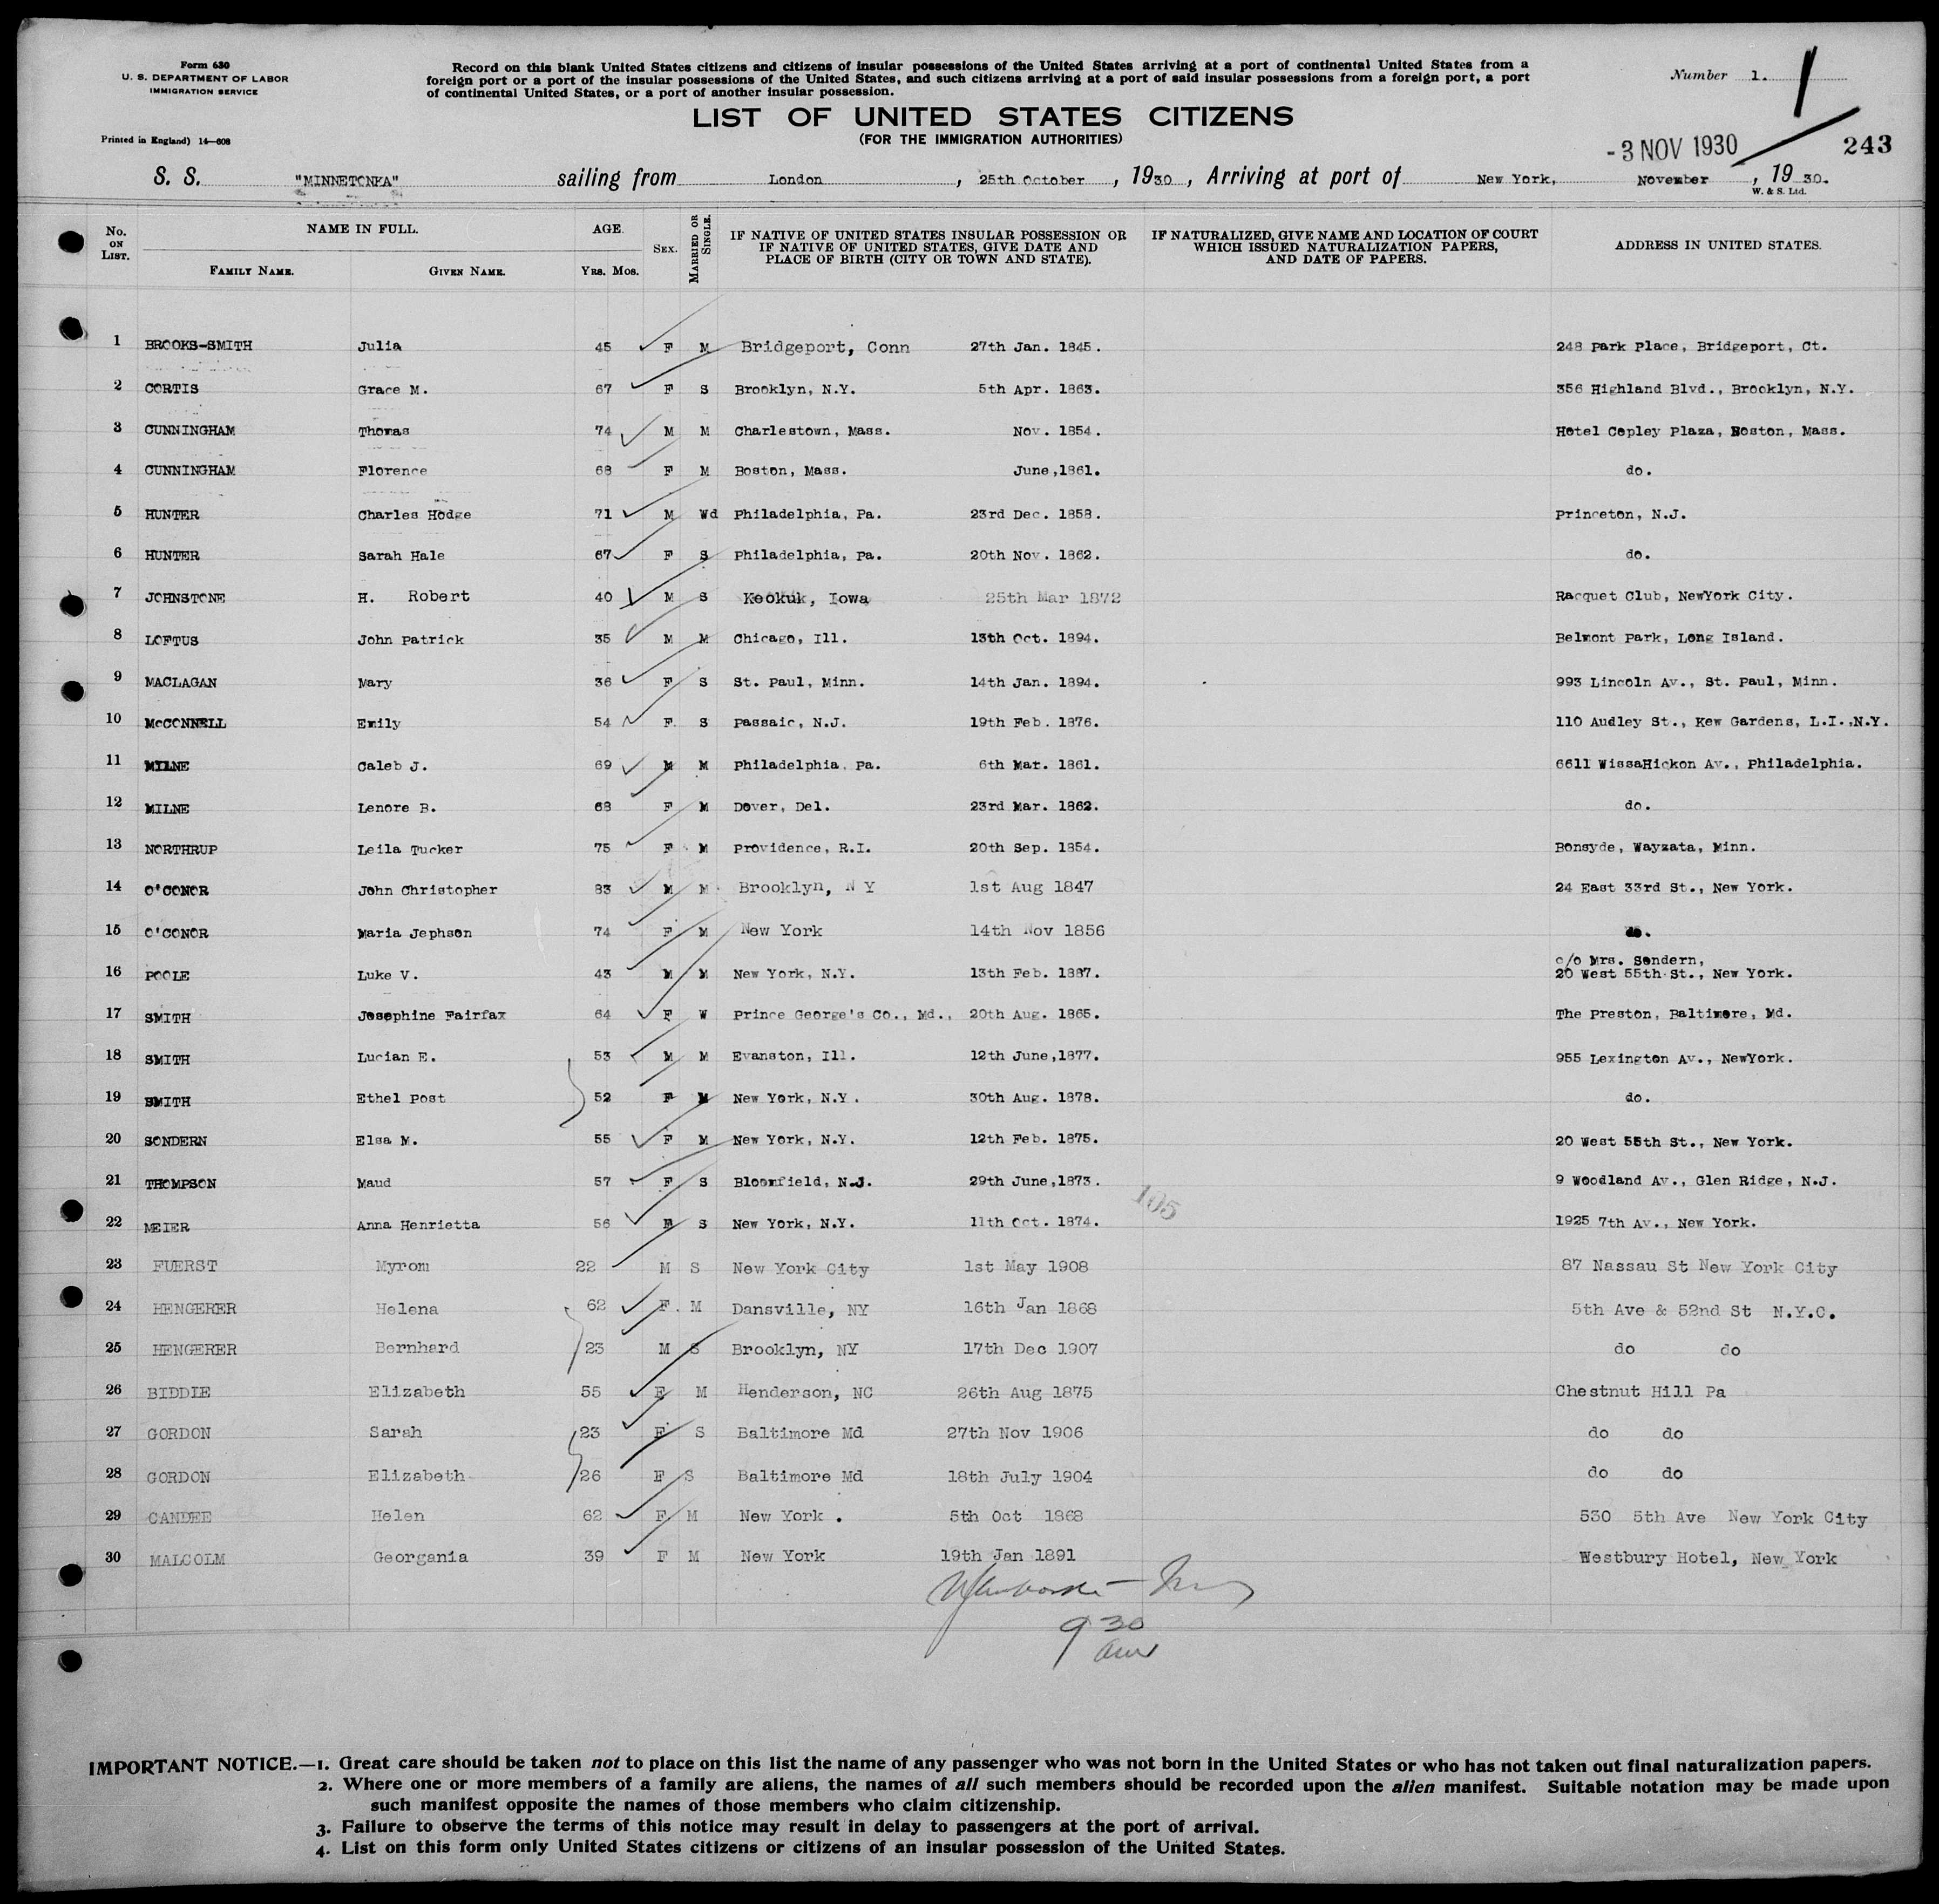 Form 630
U. S. DEPARTMENT OF LABOR
IMMIGRATION SERVICE
Printed in England) 14—608
Record on this blank United States citizens and citizens of insular possessions of the United States arriving at a port of continental United States from a
foreign port or a port of the insular possessions of the United States, and such citizens arriving at a port of said insular possessions from a foreign port, a port
of continental United States, or a port of another insular possession.
Number 1. 1
LIST OF UNITED STATES CITIZENS
(FOR THE IMMIGRATION AUTHORITIES)
- 3 NOV 1930 243
S. S. "MINNETONKA" sailing from London, 25th October, 1930, Arriving at port of New York, November, 1930.
W. & S. Ltd.
No. ON LIST. NAME IN FULL. FAMILY NAME. GIVEN NAME. AGE. YRS. MOS. SEX. MARRIED OR SINGLE. IF NATIVE OF UNITED STATES INSULAR POSSESSION OR IF NATIVE OF UNITED STATES, GIVE DATE AND PLACE OF BIRTH (CITY OR TOWN AND STATE). IF NATURALIZED, GIVE NAME AND LOCATION OF COURT WHICH ISSUED NATURALIZATION PAPERS, AND DATE OF PAPERS. ADDRESS IN UNITED STATES.
1 BROOKS-SMITH Julia 45 F M Bridgeport, Conn 27th Jan. 1845. 248 Park Place, Bridgeport, Ct.
2 CORTIS Grace M. 67 F S Brooklyn, N.Y. 5th Apr. 1863. 356 Highland Blvd., Brooklyn, N.Y.
3 CUNNINGHAM Thomas 74 M M Charlestown, Mass. Nov. 1854. Hotel Copley Plaza, Boston, Mass.
4 CUNNINGHAM Florence 68 F M Boston, Mass. June,1861. do.
5 HUNTER Charles Hodge 71 M Wd Philadelphia, Pa. 23rd Dec. 1858. Princeton, N.J.
6 HUNTER Sarah Hale 67 F S Philadelphia, Pa. 20th Nov. 1862. do.
7 JOHNSTONE H. Robert 40 M S Keokuk, Iowa 25th Mar 1872 Racquet Club, NewYork City.
8 LOFTUS John Patrick 35 M M Chicago, Ill. 13th Oct. 1894. Belmont Park, Long Island.
9 MACLAGAN Mary 36 F S St. Paul, Minn. 14th Jan. 1894. 993 Lincoln Av., St. Paul, Minn.
10 McCONNELL Emily 54 F. S Passaic, N.J. 19th Feb. 1876. 110 Audley St., Kew Gardens, L.I.,N.Y.
11 MILNE Caleb J. 69 M M Philadelphia, Pa. 6th Mar. 1861. 6611 WissaHickon Av., Philadelphia.
12 MILNE Lenore B. 68 F M Dover, Del. 23rd Mar. 1862. do.
13 NORTHRUP Leila Tucker 75 F M Providence, R.I. 20th Sep. 1854. Bonsyde, Wayzata, Minn.
14 O'CONOR John Christopher 83 M M Brooklyn, N Y 1st Aug 1847 24 East 33rd St., New York.
15 O'CONOR Maria Jephson 74 F M New York 14th Nov 1856 do.
16 POOLE Luke V. 43 M M New York, N.Y. 13th Feb. 1887. c/o Mrs. Sondern, 20 West 55th St., New York.
17 SMITH Josephine Fairfax 64 F W Prince George's Co., Md., 20th Aug. 1865. The Preston, Baltimore, Md.
18 SMITH Lucian E. 53 M M Evanston, Ill. 12th June,1877. 955 Lexington Av., NewYork.
19 SMITH Ethel Post 52 F M New York, N.Y. 30th Aug. 1878. do.
20 SONDERN Elsa M. 55 F M New York, N.Y. 12th Feb. 1875. 20 West 55th St., New York.
21 THOMPSON Maud 57 F S Bloomfield, N.J. 29th June,1873. 9 Woodland Av., Glen Ridge, N.J.
105
22 MEIER Anna Henrietta 56 F S New York, N.Y. 11th Oct. 1874. 1925 7th Av., New York.
23 FUERST Myrom 22 M S New York City 1st May 1908 87 Nassau St New York City
24 HENGERER Helena 62 F. M Dansville, NY 16th Jan 1868 5th Ave & 52nd St N.Y.C.
25 HENGERER Bernhard 23 M S Brooklyn, NY 17th Dec 1907 do do
26 BIDDIE Elizabeth 55 F M Henderson, NC 26th Aug 1875 Chestnut Hill Pa
27 GORDON Sarah 23 F S Baltimore Md 27th Nov 1906 do do
28 GORDON Elizabeth 26 F S Baltimore Md 18th July 1904 do do
29 CANDEE Helen 62 F M New York . 5th Oct 1868 530 5th Ave New York City
30 MALCOLM Georgania 39 F M New York 19th Jan 1891 Westbury Hotel, New York
9 30
am
IMPORTANT NOTICE.—1. Great care should be taken not to place on this list the name of any passenger who was not born in the United States or who has not taken out final naturalization papers.
2. Where one or more members of a family are aliens, the names of all such members should be recorded upon the alien manifest. Suitable notation may be made upon
such manifest opposite the names of those members who claim citizenship.
3. Failure to observe the terms of this notice may result in delay to passengers at the port of arrival.
4. List on this form only United States citizens or citizens of an insular possession of the United States.